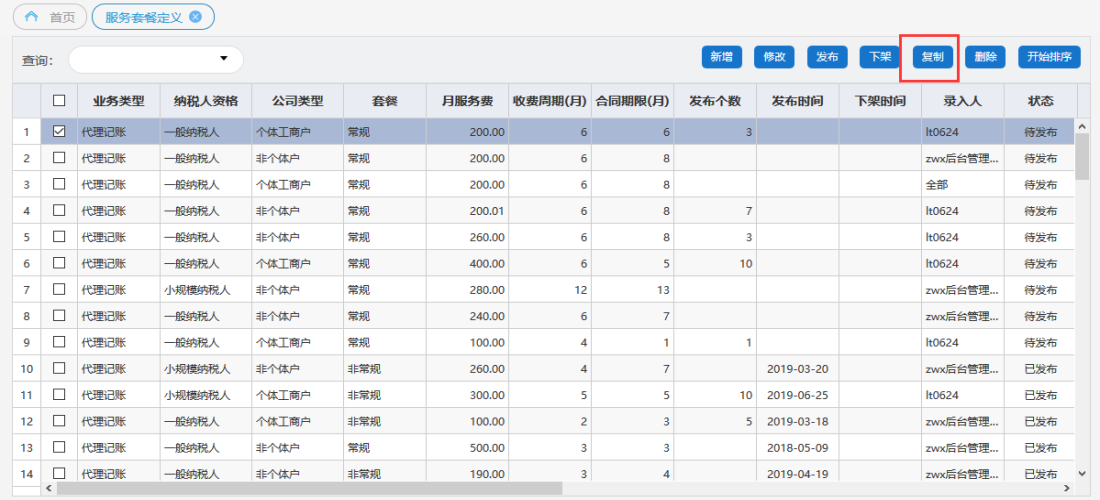 首页 服务套餐定义
查询: 新增 修改 发布 下架 复制 删除 开始排序
业务类型 纳税人资格 公司类型 套餐 月服务费 收费周期(月) 合同期限(月) 发布个数 发布时间 下架时间 录入人 状态
1 代理记账 一般纳税人 个体工商户 常规 200.00 6 6 3 lt0624 待发布
2 代理记账 一般纳税人 非个体户 常规 200.00 6 8 zwx后台管理... 待发布
3 代理记账 一般纳税人 个体工商户 常规 200.00 6 8 全部 待发布
4 代理记账 一般纳税人 非个体户 常规 200.01 6 8 7 lt0624 待发布
5 代理记账 一般纳税人 非个体户 常规 260.00 6 8 3 lt0624 待发布
6 代理记账 一般纳税人 个体工商户 常规 400.00 6 5 10 lt0624 待发布
7 代理记账 小规模纳税人 非个体户 常规 280.00 12 13 zwx后台管理... 待发布
8 代理记账 一般纳税人 非个体户 常规 240.00 6 7 zwx后台管理... 待发布
9 代理记账 一般纳税人 个体工商户 常规 100.00 4 1 1 lt0624 待发布
10 代理记账 小规模纳税人 非个体户 非常规 260.00 4 7 2019-03-20 zwx后台管理... 已发布
11 代理记账 小规模纳税人 个体工商户 非常规 300.00 5 5 10 2019-06-25 lt0624 已发布
12 代理记账 一般纳税人 个体工商户 非常规 100.00 2 3 5 2019-03-18 zwx后台管理... 已发布
13 代理记账 一般纳税人 非个体户 常规 500.00 3 3 2018-05-09 zwx后台管理... 已发布
14 代理记账 一般纳税人 非个体户 非常规 190.00 3 4 2019-04-19 zwx后台管理... 已发布